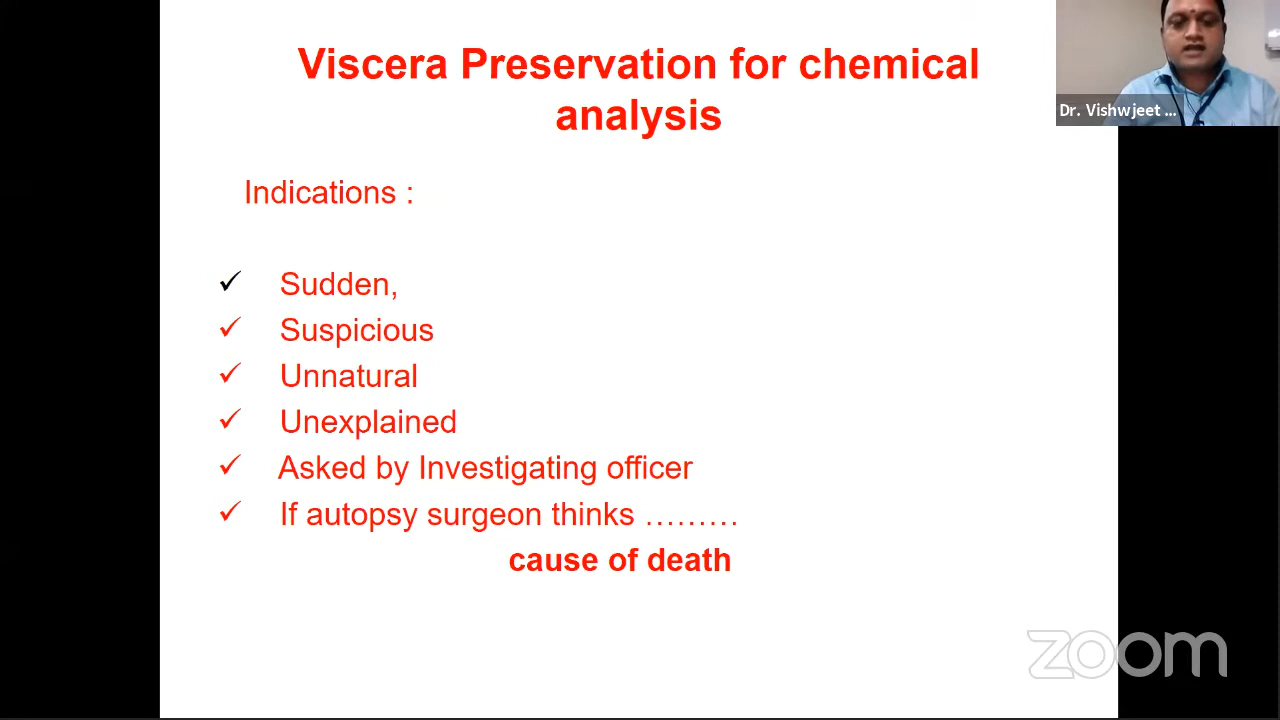 Viscera Preservation for chemical
analysis
Dr. Vishwjeet ...
Indications :
✓ Sudden,
✓ Suspicious
✓ Unnatural
✓ Unexplained
✓ Asked by Investigating officer
✓ If autopsy surgeon thinks ………
cause of death
zoom